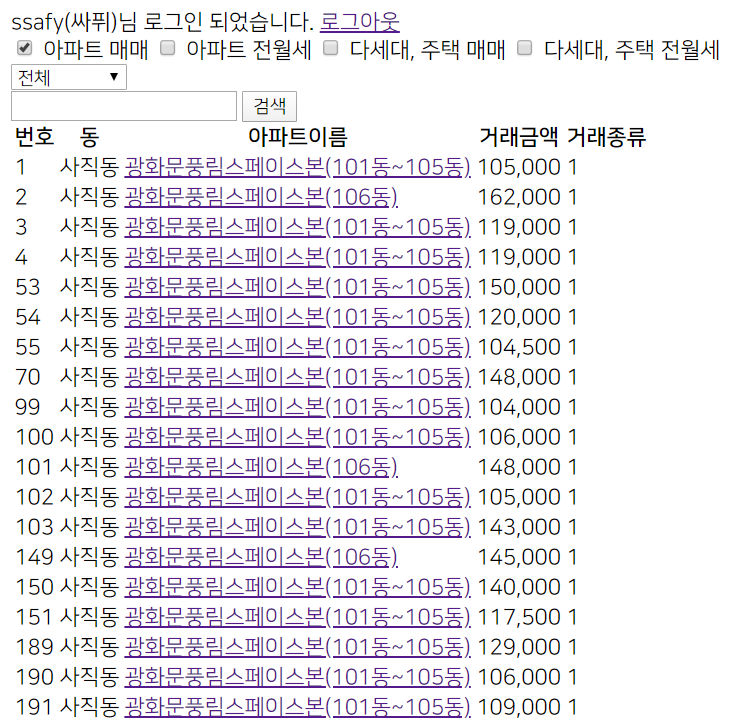 ssafy(싸퓌)님 로그인 되었습니다. 로그아웃
아파트 매매 아파트 전월세 다세대, 주택 매매 다세대, 주택 전월세
전체
검색
번호 동 아파트이름 거래금액 거래종류
1 사직동 광화문풍림스페이스본(101동~105동) 105,000 1
2 사직동 광화문풍림스페이스본(106동) 162,000 1
3 사직동 광화문풍림스페이스본(101동~105동) 119,000 1
4 사직동 광화문풍림스페이스본(101동~105동) 119,000 1
53 사직동 광화문풍림스페이스본(101동~105동) 150,000 1
54 사직동 광화문풍림스페이스본(101동~105동) 120,000 1
55 사직동 광화문풍림스페이스본(101동~105동) 104,500 1
70 사직동 광화문풍림스페이스본(101동~105동) 148,000 1
99 사직동 광화문풍림스페이스본(101동~105동) 104,000 1
100 사직동 광화문풍림스페이스본(101동~105동) 106,000 1
101 사직동 광화문풍림스페이스본(106동) 148,000 1
102 사직동 광화문풍림스페이스본(101동~105동) 105,000 1
103 사직동 광화문풍림스페이스본(101동~105동) 143,000 1
149 사직동 광화문풍림스페이스본(106동) 145,000 1
150 사직동 광화문풍림스페이스본(101동~105동) 140,000 1
151 사직동 광화문풍림스페이스본(101동~105동) 117,500 1
189 사직동 광화문풍림스페이스본(101동~105동) 129,000 1
190 사직동 광화문풍림스페이스본(101동~105동) 106,000 1
191 사직동 광화문풍림스페이스본(101동~105동) 109,000 1